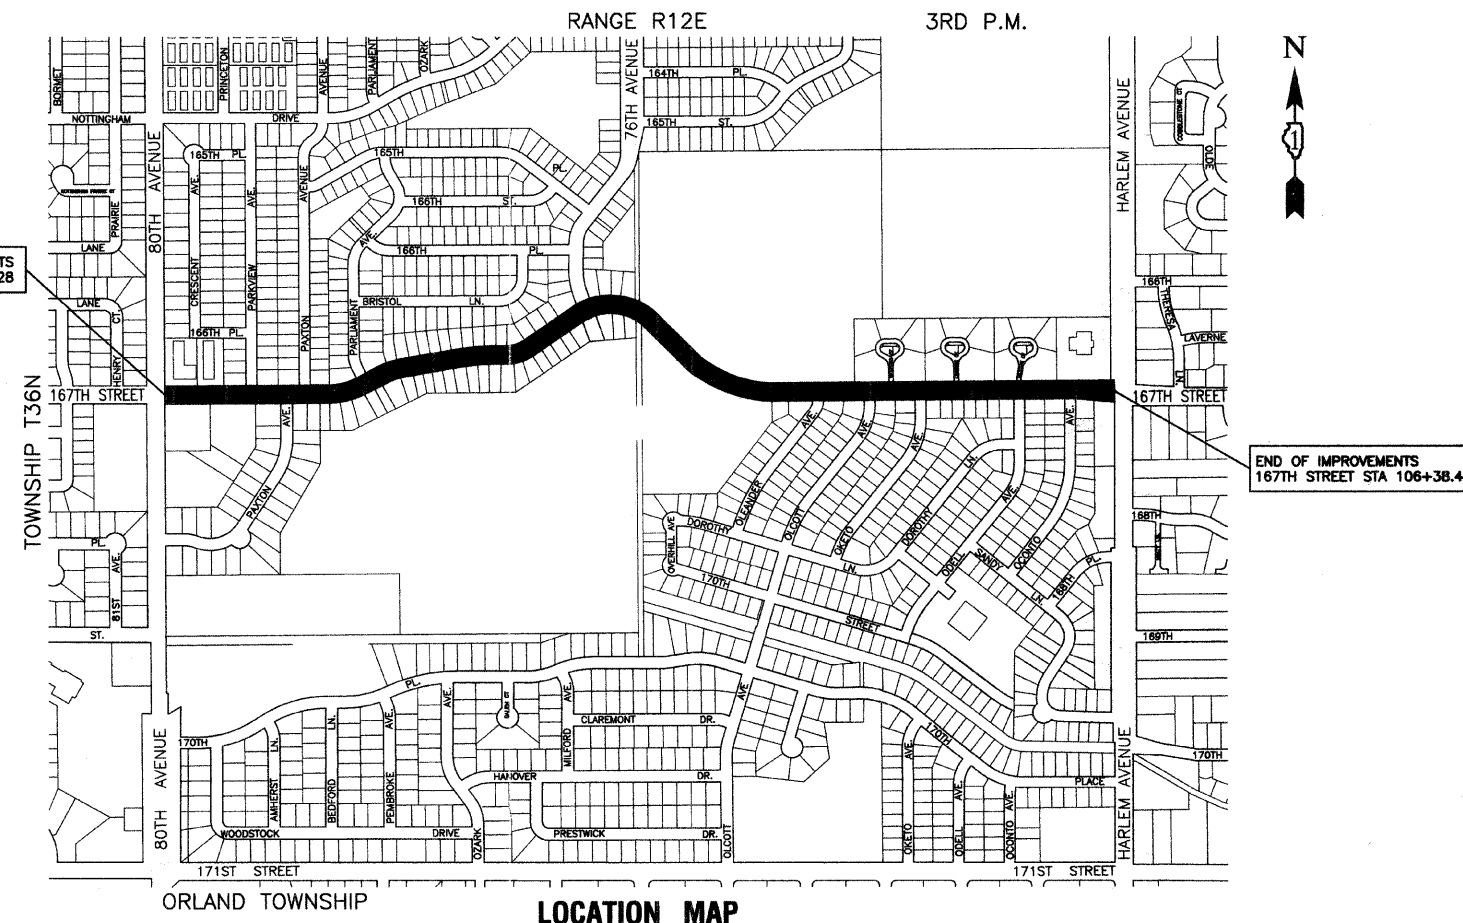 RANGE R12E
3RD P.M.
N
BORMET
PRINCETON
AVENUE
PARLIAMENT
OZARK
76TH AVENUE
164TH PL.
165TH ST.
HARLEM AVENUE
OLDE
NOTTINGHAM DRIVE
80TH AVENUE
165TH PL.
AVE.
AVE.
AVENUE
165TH PL.
166TH ST.
AVE.
166TH PL.
PRAIRIE
LANE
CRESCENT
PARKVIEW
BRISTOL LN.
PARLIAMENT
PAXTON
166TH PL.
LANE
HENRY CT.
TS
28
166TH
THERESA
LAVERNE
LN.
167TH STREET
167TH STREET
TOWNSHIP T36N
AVE.
PAXTON
AVE.
AVE.
AVE.
LN.
AVE.
AVE.
END OF IMPROVEMENTS
167TH STREET STA 106+38.4
OVERHILL AVE
DOROTHY
OLEANDER
OLCOTT
OKETO
DOROTHY
LN.
ODELL
SANDY
OCONTO
LN.
168TH PL.
168TH
170TH STREET
PL.
AVE.
81ST
ST.
169TH
170TH PL.
LN.
LN.
AVE.
AVE.
AVE.
AVE
AMHERST
BEDFORD
PEMBROKE
MILFORD
CLAREMONT DR.
HANOVER DR.
WOODSTOCK DRIVE
OZARK
PRESTWICK DR.
OLCOTT
170TH
PLACE
AVE.
AVE.
AVE.
OKETO
ODELL
OCONTO
170TH
80TH AVENUE
HARLEM AVENUE
171ST STREET
171ST STREET
ORLAND TOWNSHIP
LOCATION MAP